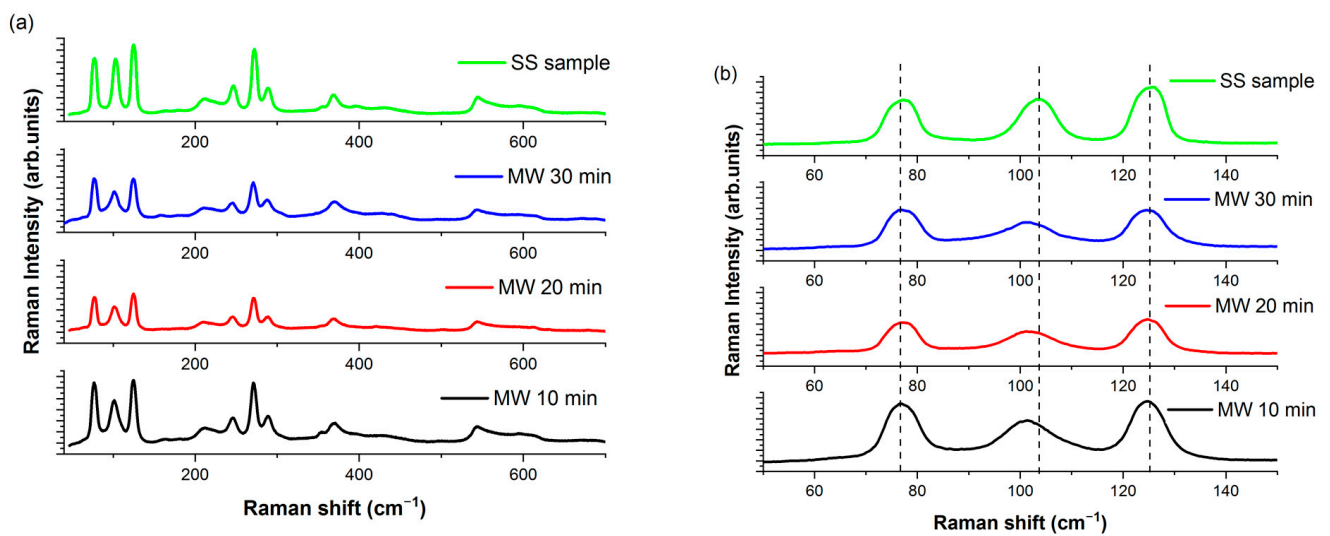 (a)
SS sample
200
400
600
MW 30 min
200
400
600
MW 20 min
200
400
600
MW 10 min
200
400
600
Raman Intensity (arb.units)
Raman shift (cm⁻¹)
(b)
SS sample
60
80
100
120
140
MW 30 min
60
80
100
120
140
MW 20 min
60
80
100
120
140
MW 10 min
60
80
100
120
140
Raman Intensity (arb.units)
Raman shift (cm⁻¹)